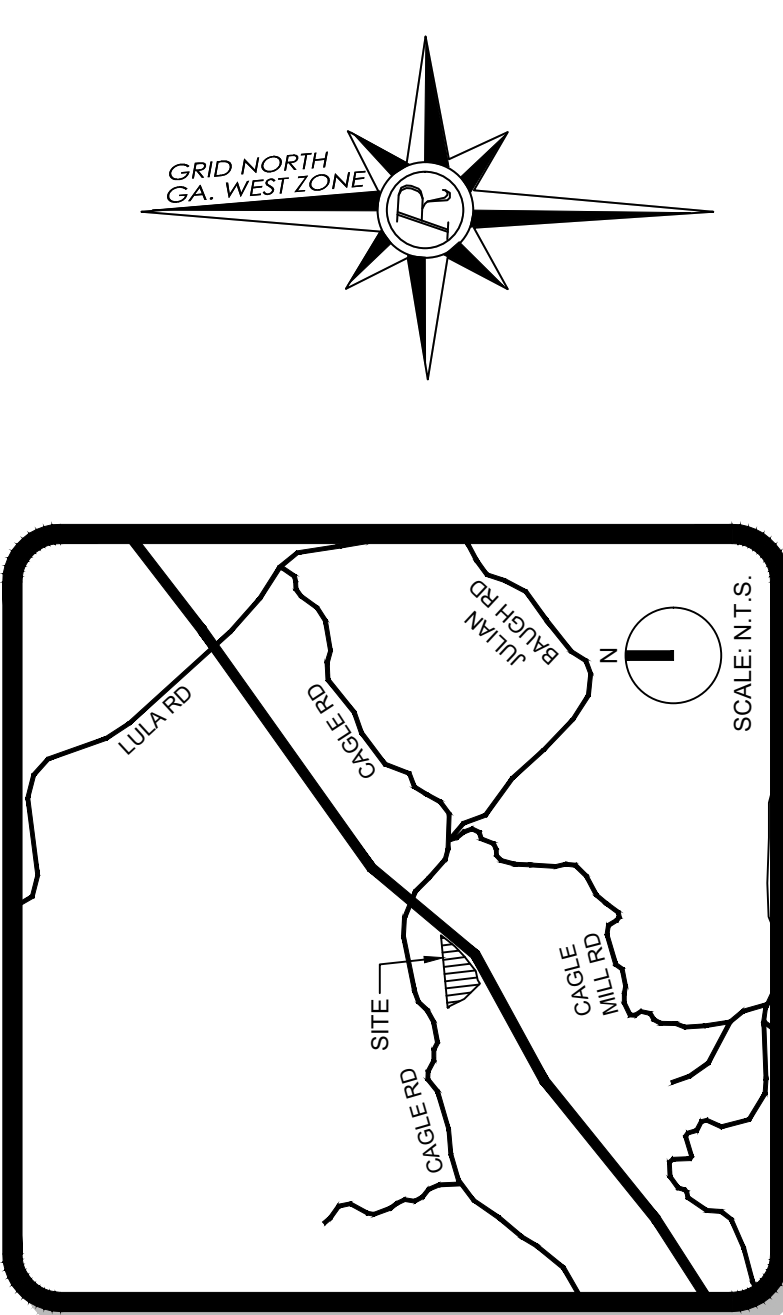 GRID NORTH
GA. WEST ZONE
R
LULA RD
CAGLE RD
JULIAN
BAUGH RD
N
SCALE: N.T.S.
SITE
CAGLE
MILL RD
CAGLE RD